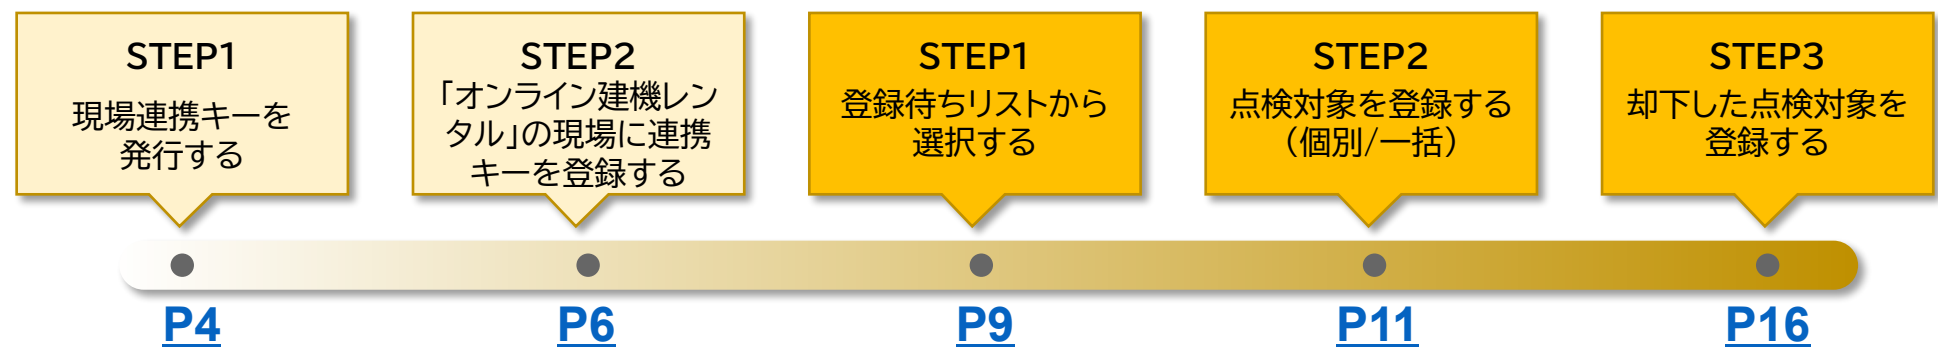 STEP1
現場連携キーを
発行する
STEP2
「オンライン建機レン
タル」の現場に連携
キーを登録する
STEP1
登録待ちリストから
選択する
STEP2
点検対象を登録する
（個別/一括）
STEP3
却下した点検対象を
登録する
P4
P6
P9
P11
P16